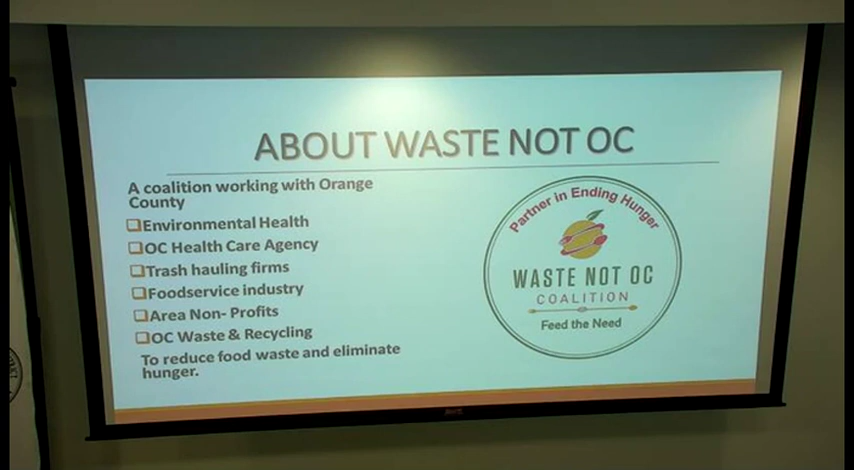 ABOUT WASTE NOT OC
A coalition working with Orange
County
Environmental Health
OC Health Care Agency
Trash hauling firms
Foodservice industry
Area Non- Profits
OC Waste & Recycling
To reduce food waste and eliminate
hunger.
Partner in Ending Hunger
WASTE NOT OC
COALITION
Feed the Need